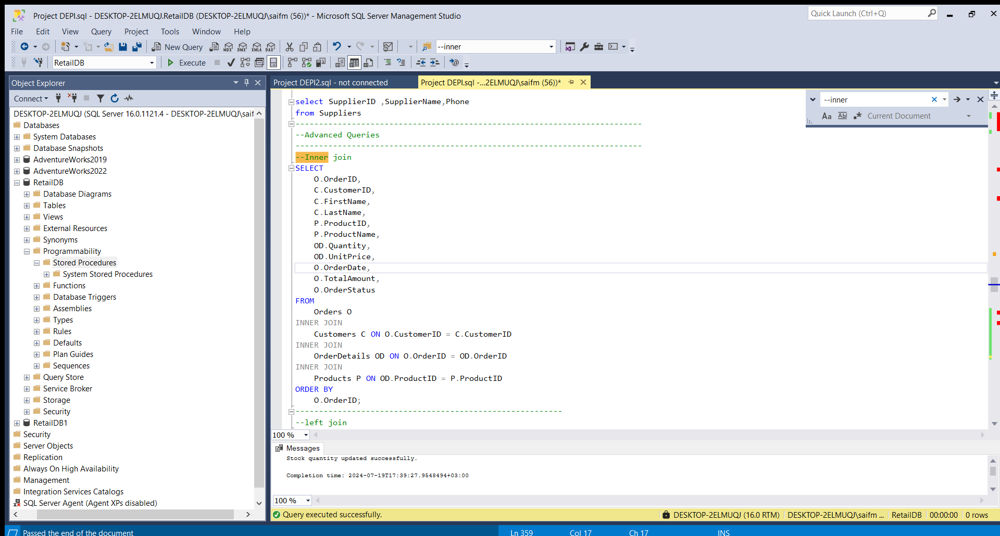 Project DEPI.sql - DESKTOP-2ELMUQJ.RetailDB (DESKTOP-2ELMUQJ\saifm (56))* - Microsoft SQL Server Management Studio
Quick Launch (Ctrl+Q)
File Edit View Query Project Tools Window Help
New Query MDX DMX XMLA DAX --inner
RetailDB Execute
Object Explorer
Connect
DESKTOP-2ELMUQJ (SQL Server 16.0.1121.4 - DESKTOP-2ELMUQJ\saif
Databases
System Databases
Database Snapshots
AdventureWorks2019
AdventureWorks2022
RetailDB
Database Diagrams
Tables
Views
External Resources
Synonyms
Programmability
Stored Procedures
System Stored Procedures
Functions
Database Triggers
Assemblies
Types
Rules
Defaults
Plan Guides
Sequences
Query Store
Service Broker
Storage
Security
RetailDB1
Security
Server Objects
Replication
Always On High Availability
Management
Integration Services Catalogs
SQL Server Agent (Agent XPs disabled)
Project DEPI2.sql - not connected
Project DEPI.sql -...2ELMUQJ\saifm (56))*
--inner
Aa Abl .* Current Document
select SupplierID ,SupplierName,Phone
from Suppliers
--------------------------------------------------------------------------
--Advanced Queries
--------------------------------------------------------------------------
--Inner join
SELECT
O.OrderID,
C.CustomerID,
C.FirstName,
C.LastName,
P.ProductID,
P.ProductName,
OD.Quantity,
OD.UnitPrice,
O.OrderDate,
O.TotalAmount,
O.OrderStatus
FROM
Orders O
INNER JOIN
Customers C ON O.CustomerID = C.CustomerID
INNER JOIN
OrderDetails OD ON O.OrderID = OD.OrderID
INNER JOIN
Products P ON OD.ProductID = P.ProductID
ORDER BY
O.OrderID;
---------------------------------------------------------
--left join
100 %
Messages
Stock quantity updated successfully.
Completion time: 2024-07-19T17:39:27.9548494+03:00
100 %
Query executed successfully.
DESKTOP-2ELMUQJ (16.0 RTM) DESKTOP-2ELMUQJ\saifm ... RetailDB 00:00:00 0 rows
Passed the end of the document
Ln 359 Col 17 Ch 17 INS